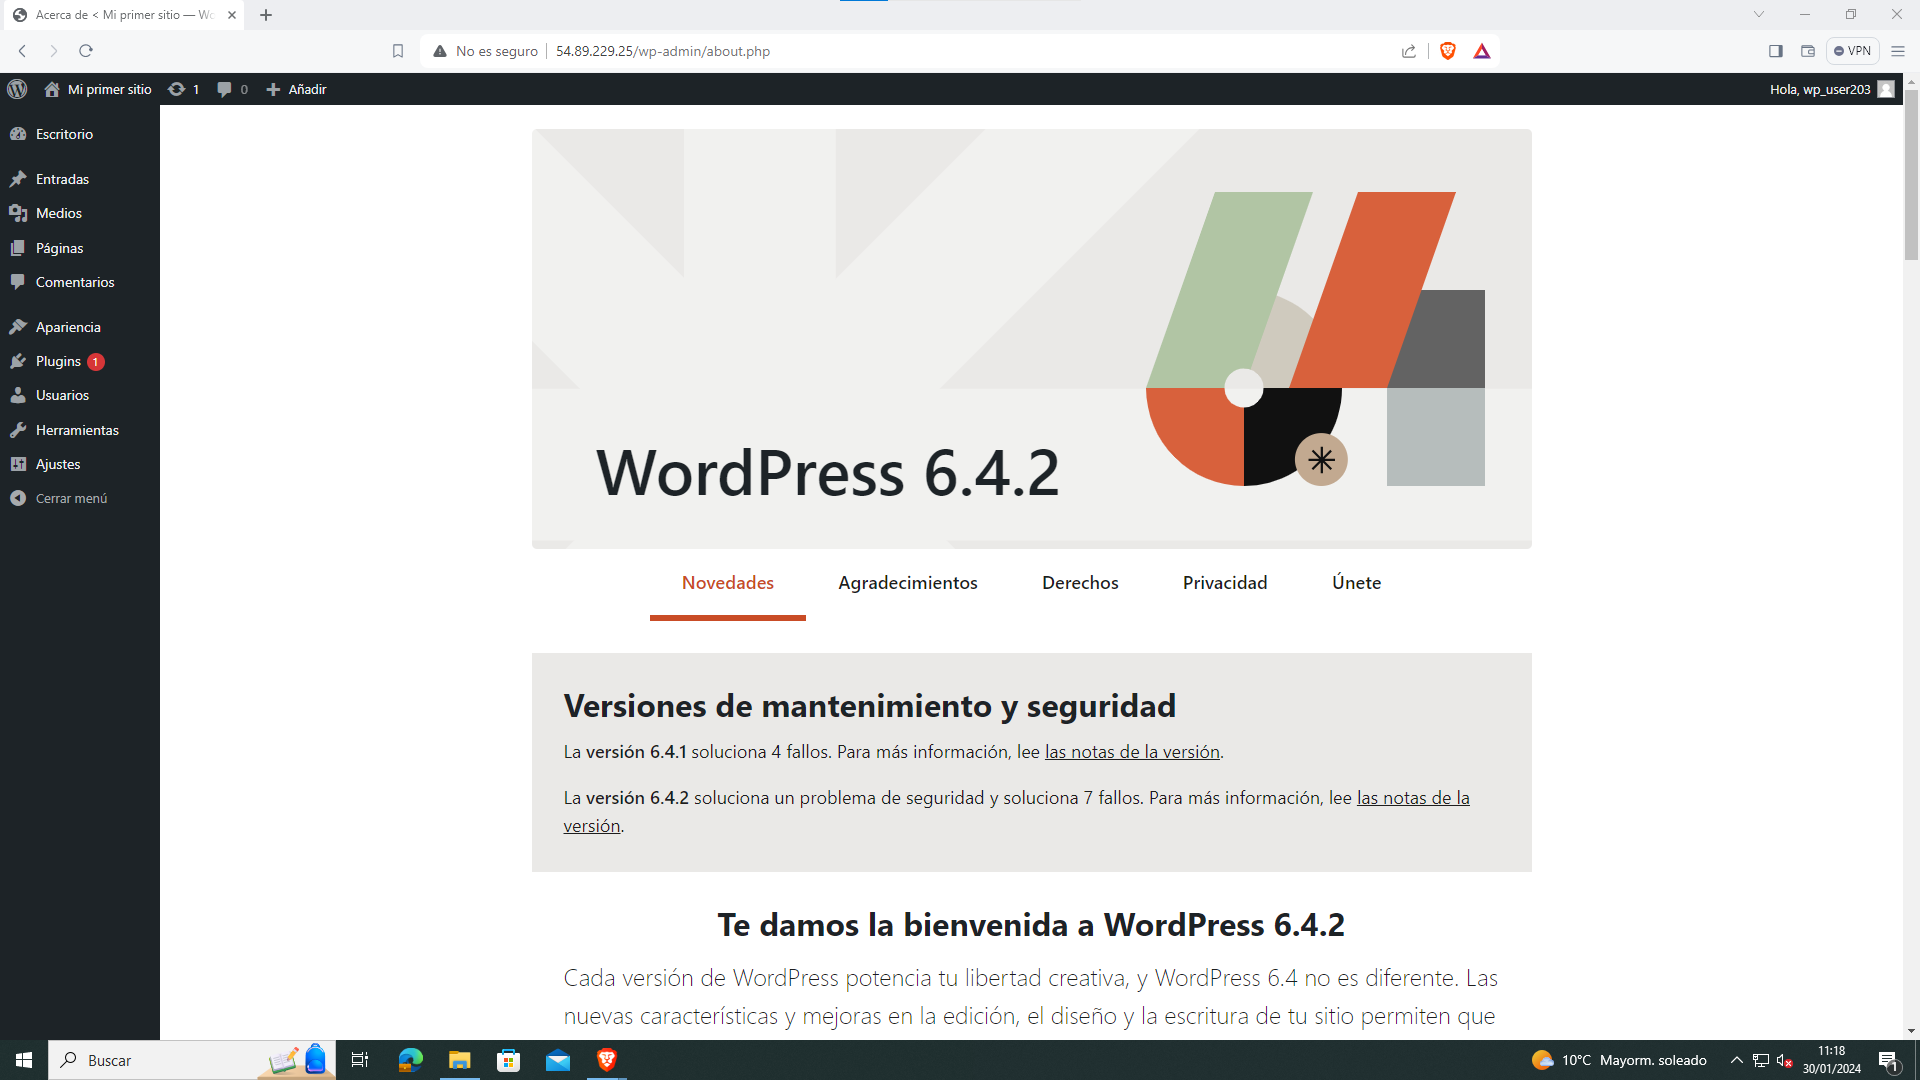 Acerca de < Mi primer sitio — Wo
No es seguro
54.89.229.25/wp-admin/about.php
VPN
Mi primer sitio
1
0
Añadir
Hola, wp_user203
Escritorio
Entradas
Medios
Páginas
Comentarios
Apariencia
Plugins 1
Usuarios
Herramientas
Ajustes
Cerrar menú
WordPress 6.4.2
Novedades
Agradecimientos
Derechos
Privacidad
Únete
Versiones de mantenimiento y seguridad
La versión 6.4.1 soluciona 4 fallos. Para más información, lee las notas de la versión.
La versión 6.4.2 soluciona un problema de seguridad y soluciona 7 fallos. Para más información, lee las notas de la
versión.
Te damos la bienvenida a WordPress 6.4.2
Cada versión de WordPress potencia tu libertad creativa, y WordPress 6.4 no es diferente. Las
nuevas características y mejoras en la edición, el diseño y la escritura de tu sitio permiten que
Buscar
10°C Mayorm. soleado
11:18
30/01/2024
1